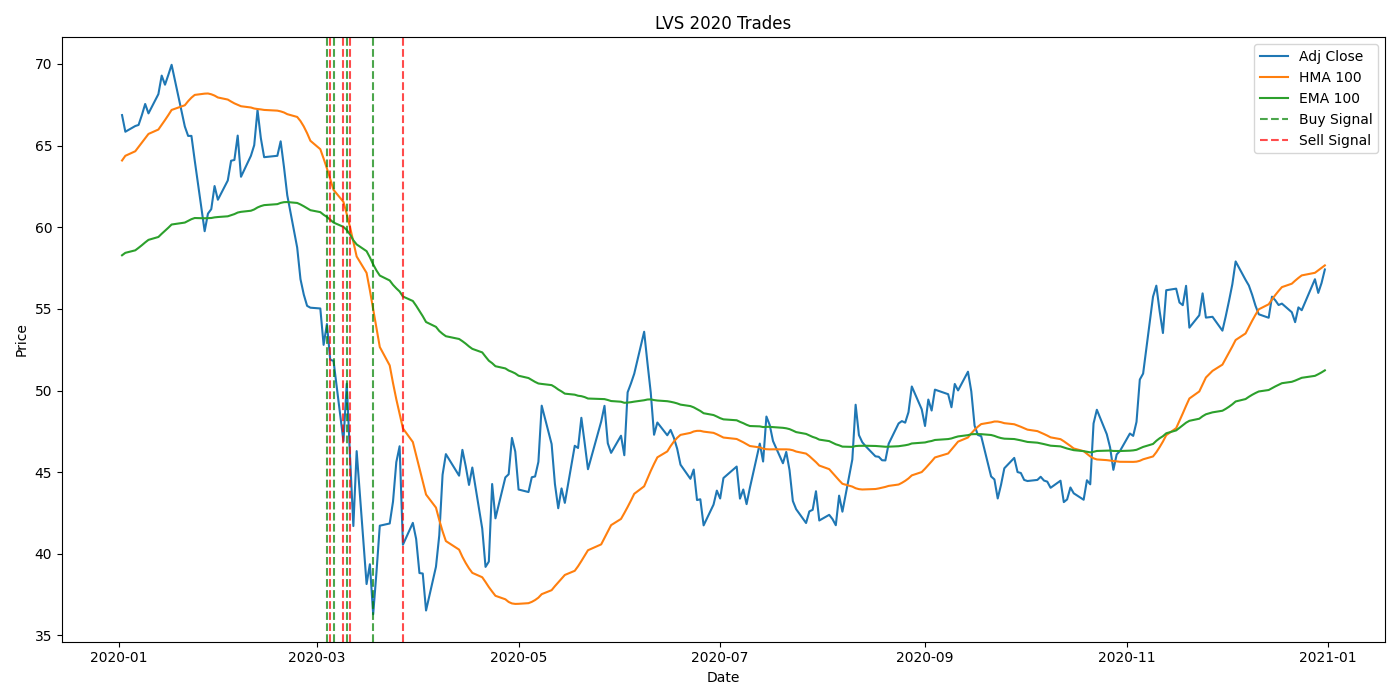 LVS 2020 Trades
Adj Close
HMA 100
EMA 100
Buy Signal
Sell Signal
Price
70
65
60
55
50
45
40
35
2020-01
2020-03
2020-05
2020-07
2020-09
2020-11
2021-01
Date